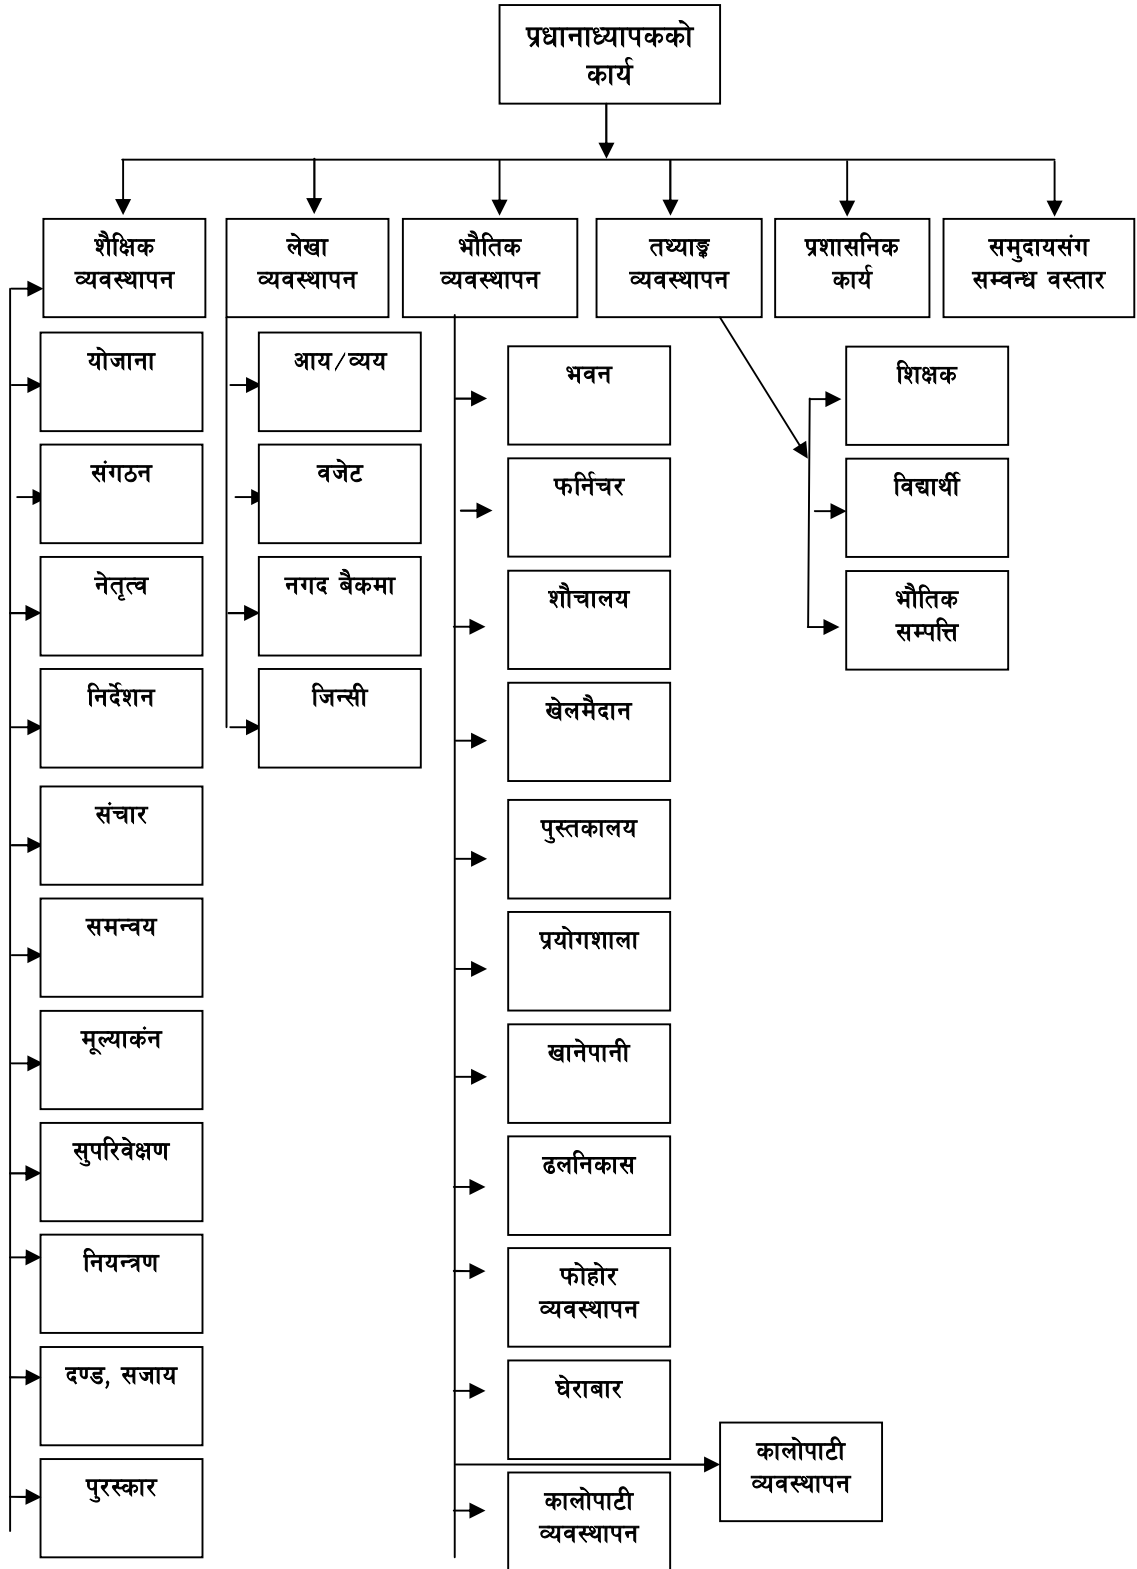 प्रधानाध्यापकको
कार्य
शैक्षिक
व्यवस्थापन
लेखा
व्यवस्थापन
भौतिक
व्यवस्थापन
तथ्याङ्क
व्यवस्थापन
प्रशासनिक
कार्य
समुदायसंग
सम्वन्ध वस्तार
योजाना
संगठन
नेतृत्व
निर्देशन
संचार
समन्वय
मूल्याकंन
सुपरिवेक्षण
नियन्त्रण
दण्ड, सजाय
पुरस्कार
आय/व्यय
वजेट
नगद बैकमा
जिन्सी
भवन
फर्निचर
शौचालय
खेलमैदान
पुस्तकालय
प्रयोगशाला
खानेपानी
ढलनिकास
फोहोर
व्यवस्थापन
घेराबार
कालोपाटी
व्यवस्थापन
कालोपाटी
व्यवस्थापन
शिक्षक
विद्यार्थी
भौतिक
सम्पत्ति